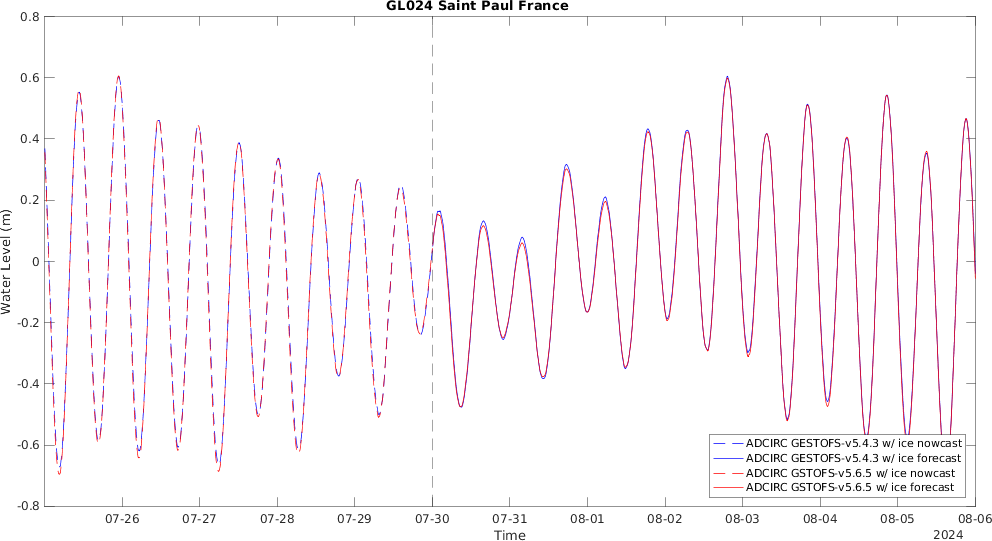 GL024 Saint Paul France
0.8
0.6
0.4
0.2
0
-0.2
-0.4
-0.6
-0.8
Water Level (m)
ADCIRC GESTOFS-v5.4.3 w/ ice nowcast
ADCIRC GESTOFS-v5.4.3 w/ ice forecast
ADCIRC GSTOFS-v5.6.5 w/ ice nowcast
ADCIRC GSTOFS-v5.6.5 w/ ice forecast
07-26 07-27 07-28 07-29 07-30 07-31 08-01 08-02 08-03 08-04 08-05 08-06
Time
2024